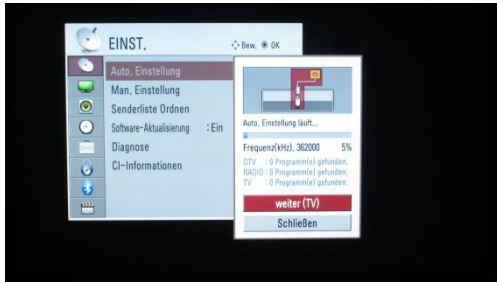 EINST.
Bew. OK
Auto. Einstellung
Man. Einstellung
Senderliste Ordnen
Software-Aktualisierung : Ein
Diagnose
CI-Informationen
Auto. Einstellung läuft...
Frequenz(kHz), 362000 5%
DTV : 0 Programm(e) gefunden.
RADIO : 0 Programm(e) gefunden.
TV : 0 Programm(e) gefunden.
weiter (TV)
Schließen